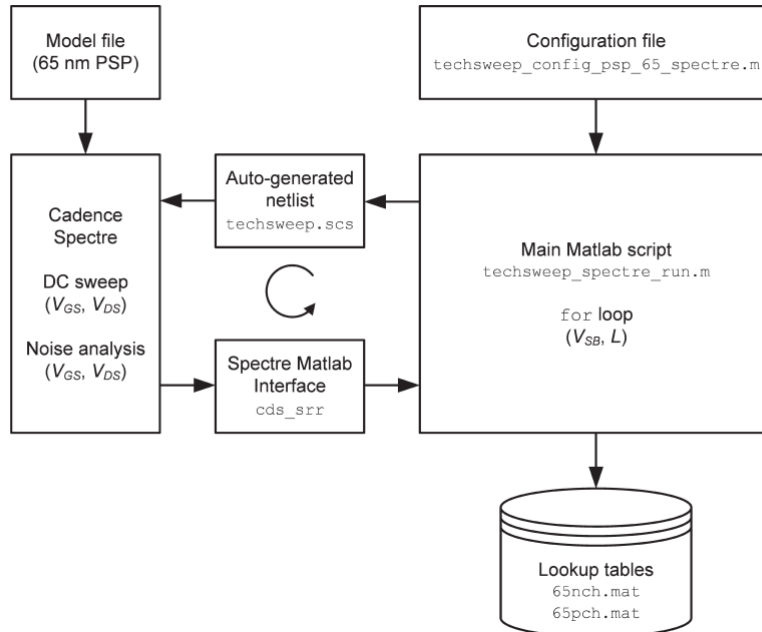 Model file
(65 nm PSP)
Configuration file
techsweep_config_psp_65_spectre.m
Cadence
Spectre
DC sweep
(VGS, VDS)
Noise analysis
(VGS, VDS)
Auto-generated
netlist
techsweep.scs
Spectre Matlab
Interface
cds_srr
Main Matlab script
techsweep_spectre_run.m
for loop
(VSB, L)
Lookup tables
65nch.mat
65pch.mat